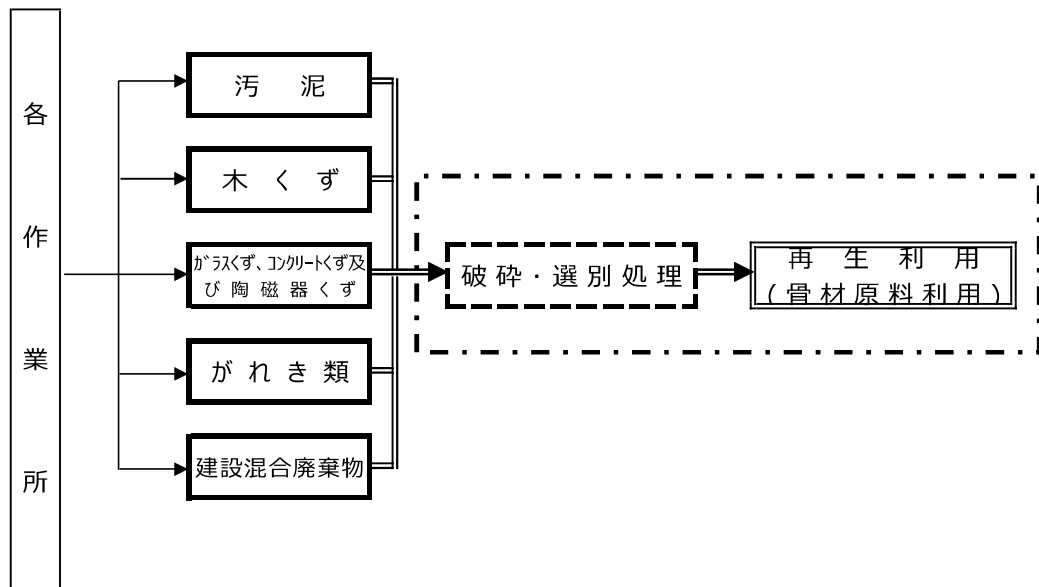 各作業所
汚泥
木くず
ガラスくず、コンクリートくず及
び陶磁器くず
がれき類
建設混合廃棄物
破砕・選別処理
再生利用
(骨材原料利用)